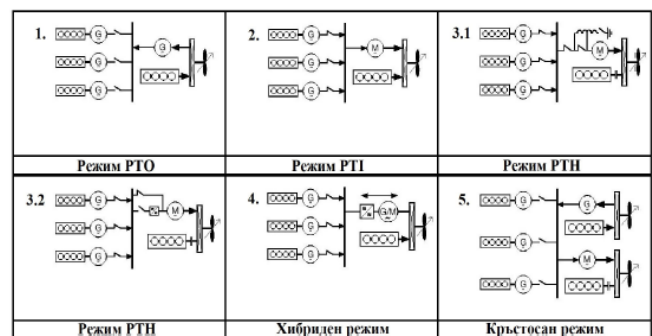 1.
G
G
G
G
Режим PTO
2.
G
G
G
M
Режим PTI
3.1
G
G
G
M
Режим PTH
3.2
G
G
G
M
Режим PTH
4.
G
G
G
G/M
Хибриден режим
5.
G
G
G
G
M
Кръстосан режим